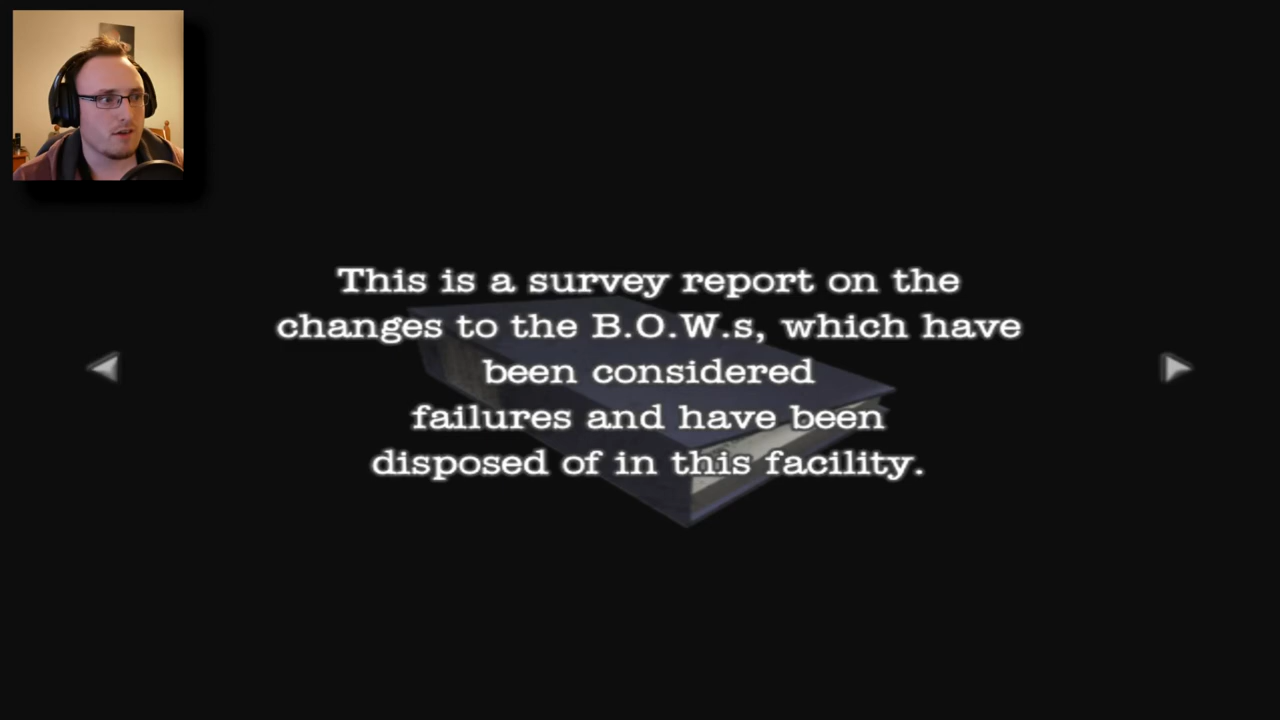 This is a survey report on the
changes to the B.O.W.s, which have
been considered
failures and have been
disposed of in this facility.